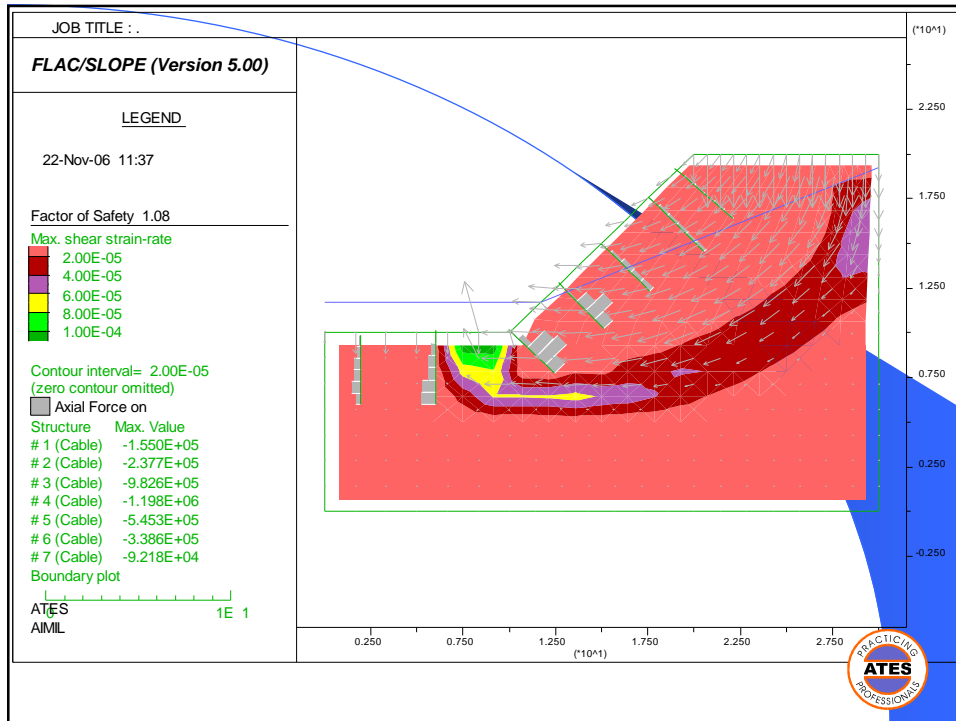 JOB TITLE : .
(*10^1)
FLAC/SLOPE (Version 5.00)
LEGEND
22-Nov-06 11:37
Factor of Safety 1.08
Max. shear strain-rate
2.00E-05
4.00E-05
6.00E-05
8.00E-05
1.00E-04
Contour interval= 2.00E-05
(zero contour omitted)
Axial Force on
Structure Max. Value
# 1 (Cable) -1.550E+05
# 2 (Cable) -2.377E+05
# 3 (Cable) -9.826E+05
# 4 (Cable) -1.198E+06
# 5 (Cable) -5.453E+05
# 6 (Cable) -3.386E+05
# 7 (Cable) -9.218E+04
Boundary plot
0 1E 1
ATES
AIMIL
2.250
1.750
1.250
0.750
0.250
-0.250
0.250 0.750 1.250 1.750 2.250 2.750
(*10^1)
PRACTICING
ATES
PROFESSIONALS